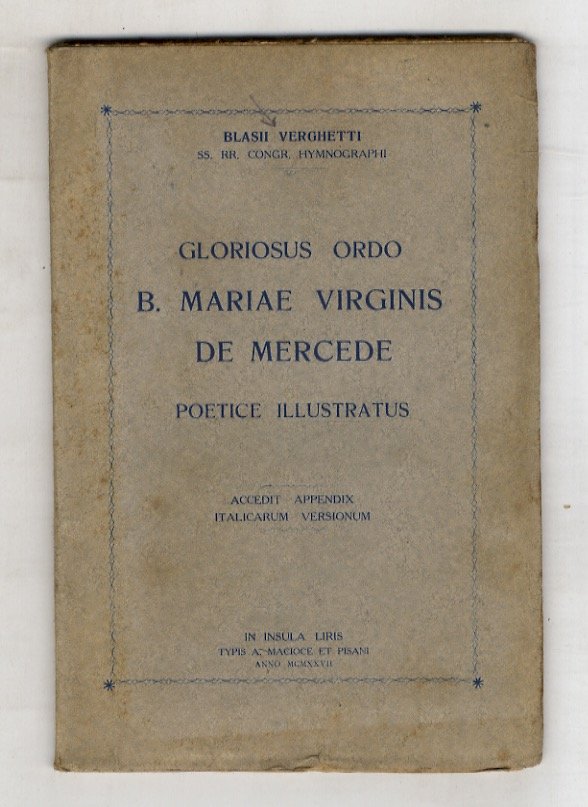 BLASII VERGHETTI
SS. RR. CONGR. HYMNOGRAPHI
GLORIOSUS ORDO
B. MARIAE VIRGINIS
DE MERCEDE
POETICE ILLUSTRATUS
ACCEDIT APPENDIX
ITALICARUM VERSIONUM
IN INSULA LIRIS
TYPIS A. MACIOCE ET PISANI
ANNO MCMXXVII